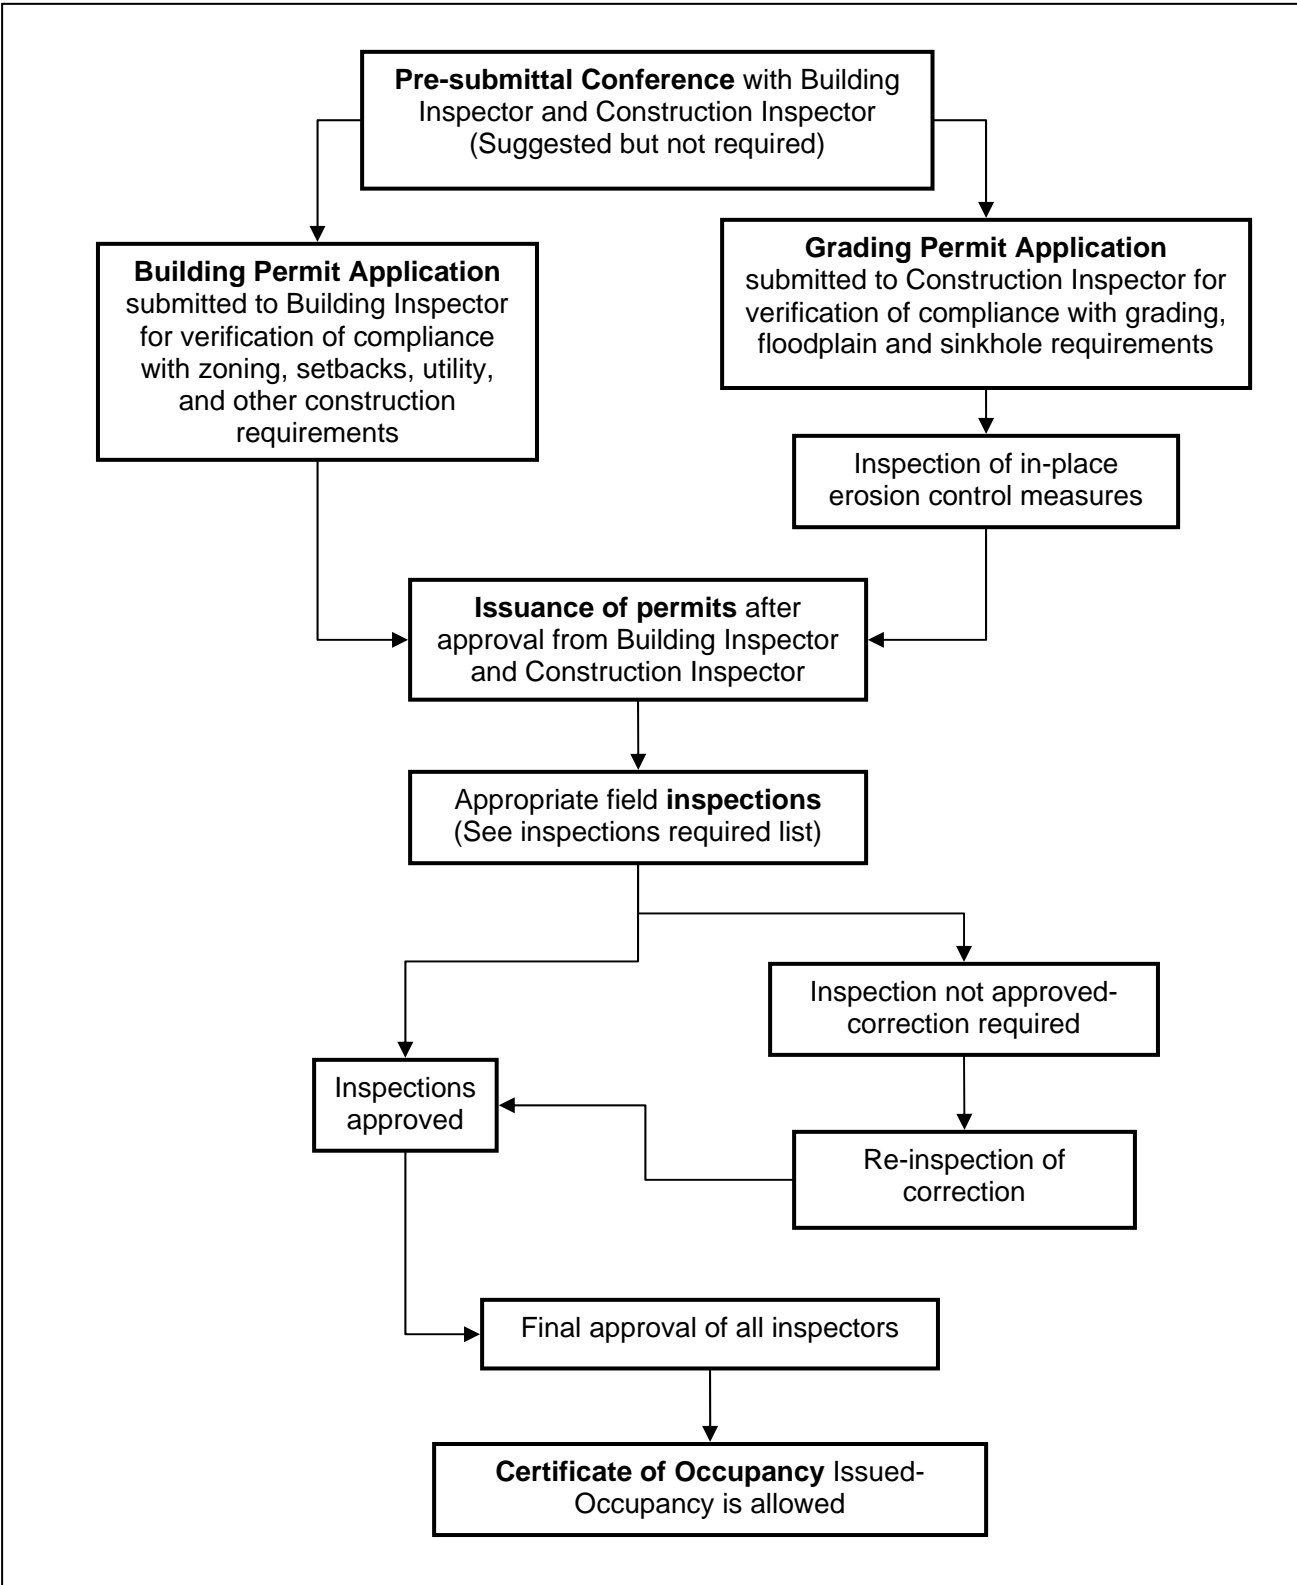 Pre-submittal Conference with Building
Inspector and Construction Inspector
(Suggested but not required)
Building Permit Application
submitted to Building Inspector
for verification of compliance
with zoning, setbacks, utility,
and other construction
requirements
Grading Permit Application
submitted to Construction Inspector for
verification of compliance with grading,
floodplain and sinkhole requirements
Inspection of in-place
erosion control measures
Issuance of permits after
approval from Building Inspector
and Construction Inspector
Appropriate field inspections
(See inspections required list)
Inspection not approved-
correction required
Inspections
approved
Re-inspection of
correction
Final approval of all inspectors
Certificate of Occupancy Issued-
Occupancy is allowed